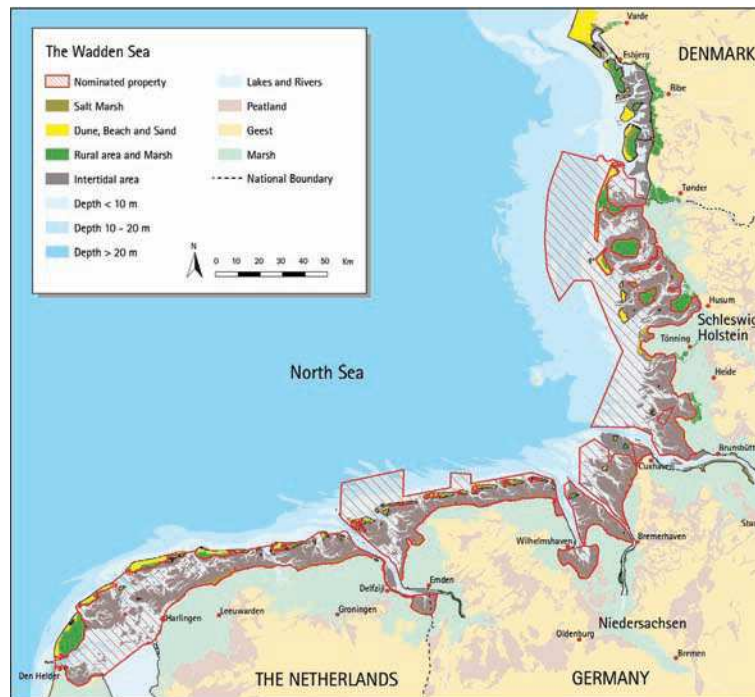 The Wadden Sea
Nominated property
Salt Marsh
Dune, Beach and Sand
Rural area and Marsh
Intertidal area
Depth < 10 m
Depth 10 - 20 m
Depth > 20 m
Lakes and Rivers
Peatland
Geest
Marsh
National Boundary
N
0 10 20 30 40 50
Km
Varde
Esbjerg
DENMARK
Ribe
Tønder
Husum
Schleswig
Holstein
Tönning
Heide
North Sea
Brunsbütt
Cuxhaven
Wilhelmshaven
Bremerhaven
Delfzijl
Emden
Harlingen
Leeuwarden
Groningen
Niedersachsen
Oldenburg
Bremen
Den Helder
THE NETHERLANDS
GERMANY